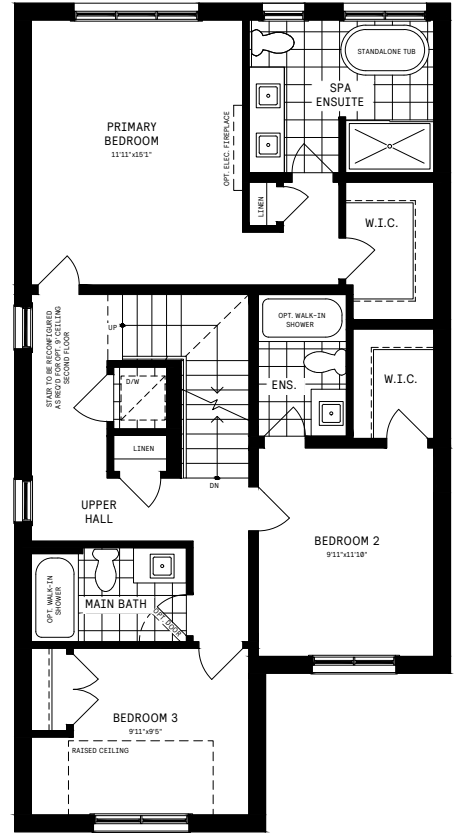 STANDALONE TUB
SPA
ENSUITE
PRIMARY
BEDROOM
11'11"x15'1"
OPT. ELEC. FIREPLACE
LINEN
W.I.C.
STAIR TO BE RECONFIGURED
AS REQ'D FOR OPT. 9' CEILING
SECOND FLOOR
UP
OPT. WALK-IN
SHOWER
D/W
ENS.
W.I.C.
LINEN
DN
UPPER
HALL
BEDROOM 2
9'11"x11'10"
OPT. WALK-IN
SHOWER
MAIN BATH
OPT. DOOR
BEDROOM 3
9'11"x9'5"
RAISED CEILING